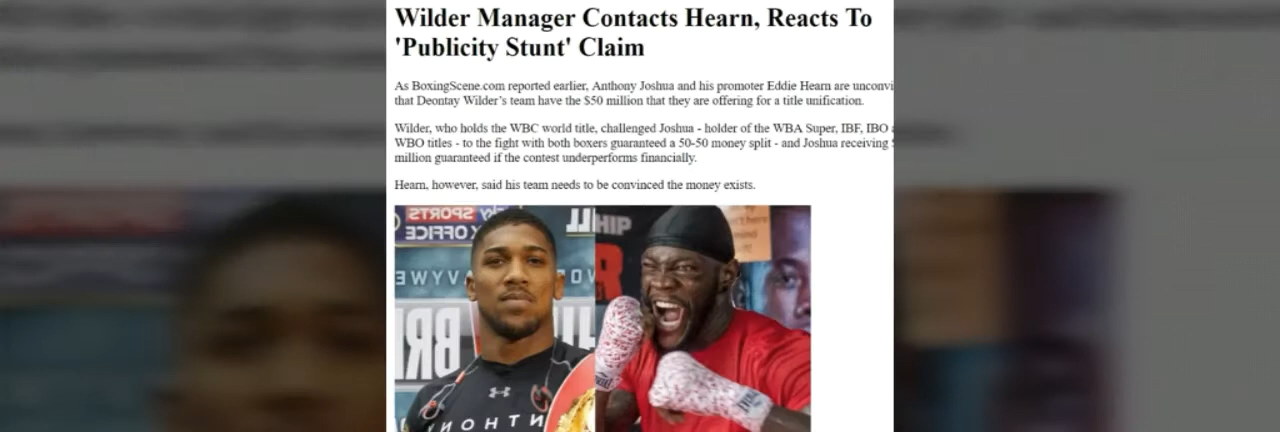 Wilder Manager Contacts Hearn, Reacts To
'Publicity Stunt' Claim
As BoxingScene.com reported earlier, Anthony Joshua and his promoter Eddie Hearn are unconvi
that Deontay Wilder's team have the $50 million that they are offering for a title unification.
Wilder, who holds the WBC world title, challenged Joshua - holder of the WBA Super, IBF, IBO
WBO titles - to the fight with both boxers guaranteed a 50-50 money split - and Joshua receiving
million guaranteed if the contest underperforms financially.
Hearn, however, said his team needs to be convinced the money exists.
sky SPORTS
X OFFICE
HIP
R